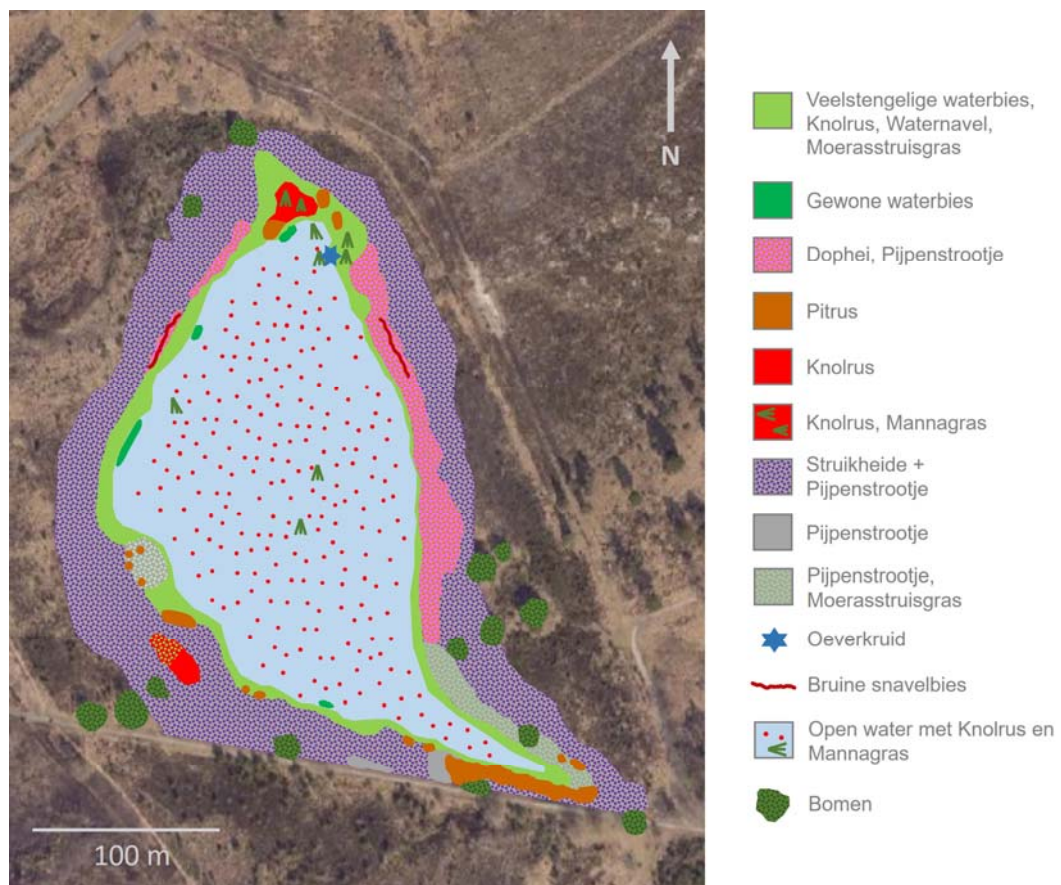 N
100 m
Veelstengelige waterbies,
Knolrus, Waternavel,
Moerasstruisgras
Gewone waterbies
Dophei, Pijpenstrootje
Pitrus
Knolrus
Knolrus, Mannagras
Struikheide +
Pijpenstrootje
Pijpenstrootje
Pijpenstrootje,
Moerasstruisgras
Oeverkruid
Bruine snavelbies
Open water met Knolrus en
Mannagras
Bomen